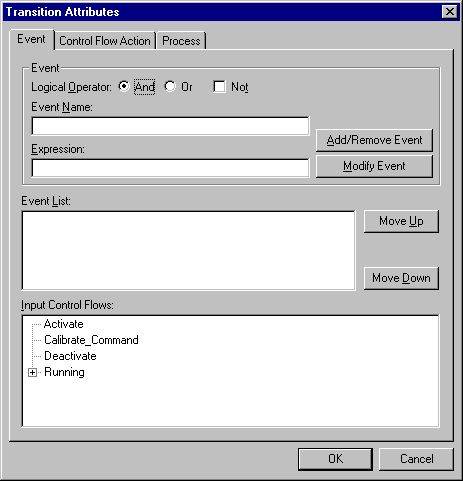 Transition Attributes
Event Control Flow Action Process
Event
Logical Operator: And Or Not
Event Name:
Add/Remove Event
Expression:
Modify Event
Event List:
Move Up
Move Down
Input Control Flows:
Activate
Calibrate_Command
Deactivate
Running
OK Cancel